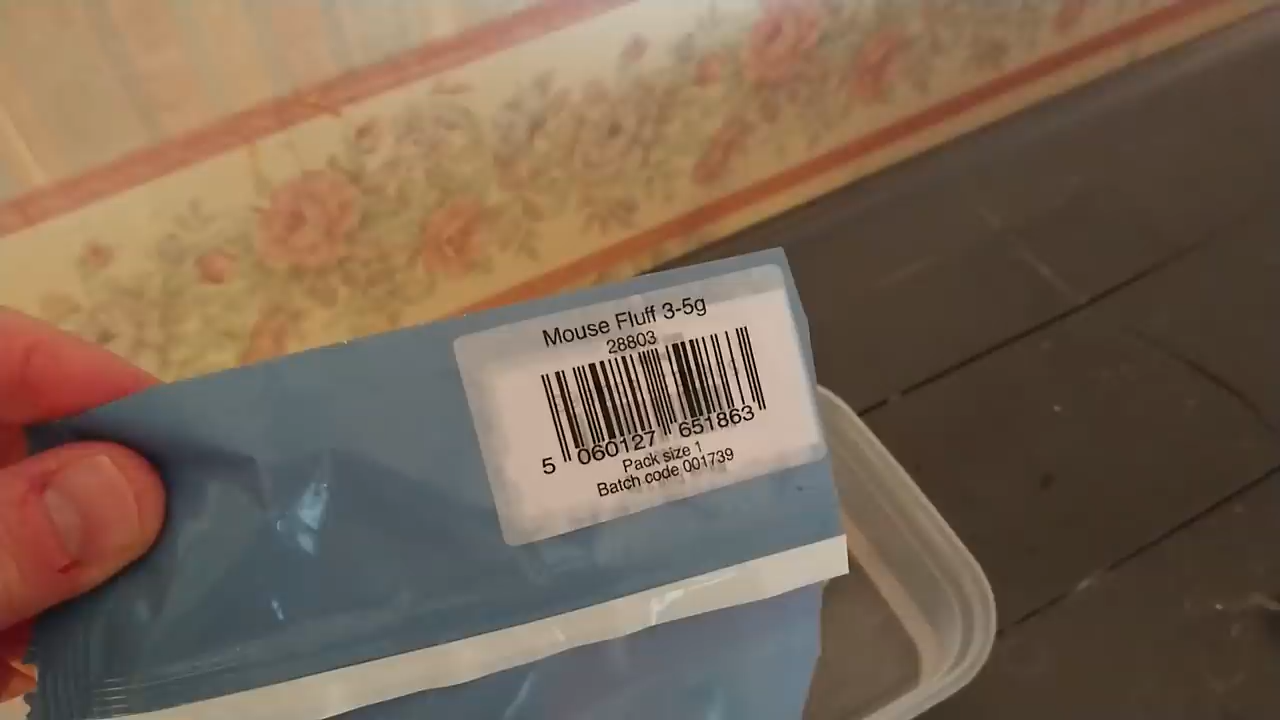 Mouse Fluff 3-5g
28803
5 060127 651863
Pack size 1
Batch code 001739